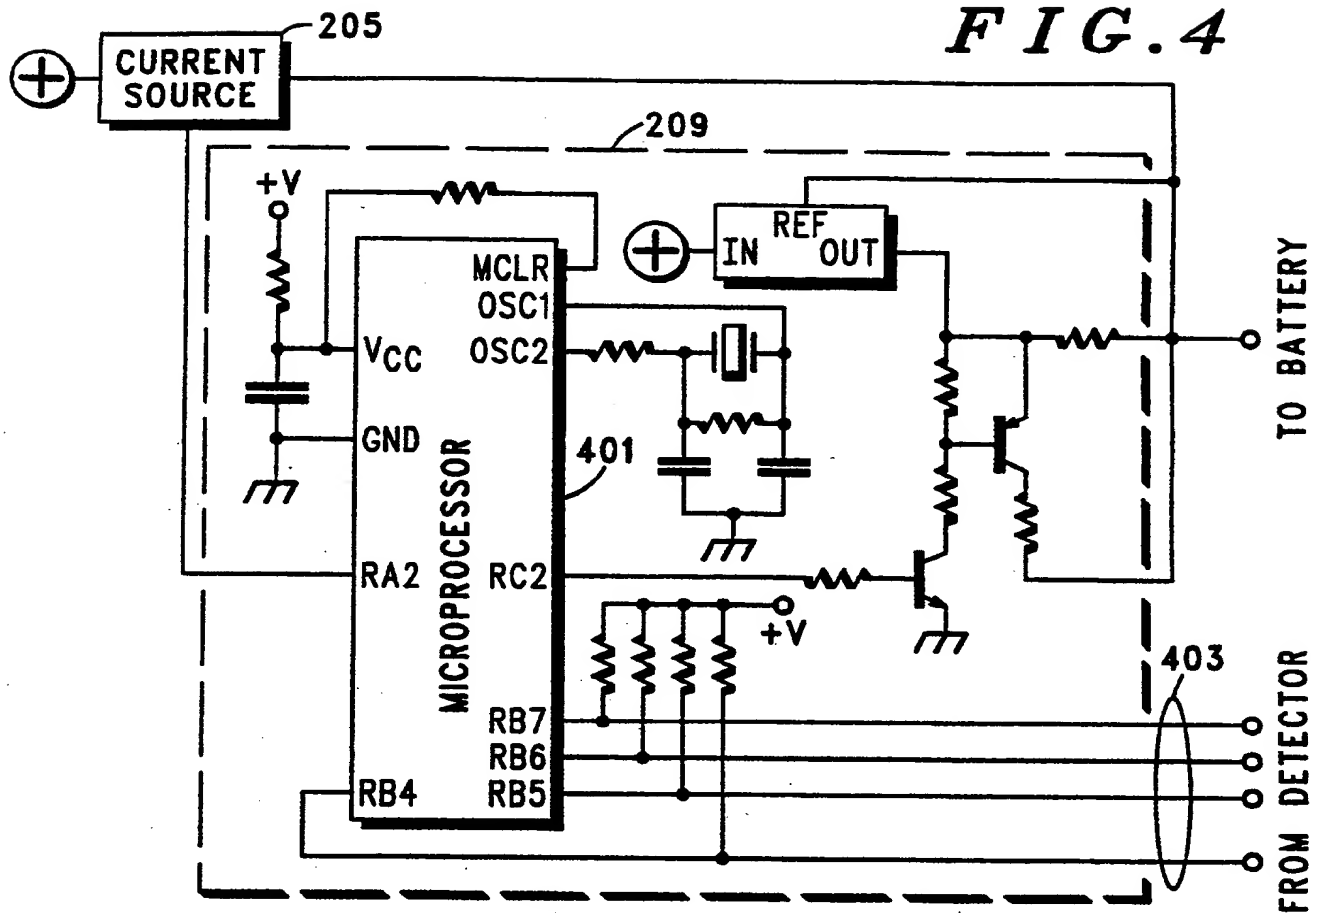 FIG. 4
205
CURRENT
SOURCE
209
+V
REF
IN
OUT
MCLR
OSC1
OSC2
VCC
GND
401
MICROPROCESSOR
RA2
RC2
+V
403
RB7
RB6
RB4
RB5
TO BATTERY
FROM DETECTOR